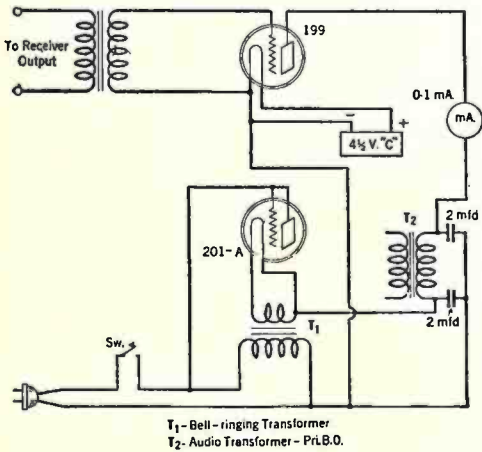 199
To Receiver
Output
0-1 mA.
mA.
-
+
4½ V. "C"
T2
2 mfd
201-A
T1
2 mfd
Sw.
T1- Bell-ringing Transformer
T2- Audio Transformer - Pri.B.O.